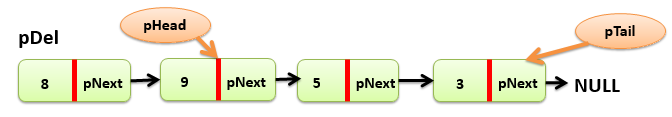 pHead
pTail
pDel
8 pNext 9 pNext 5 pNext 3 pNext NULL